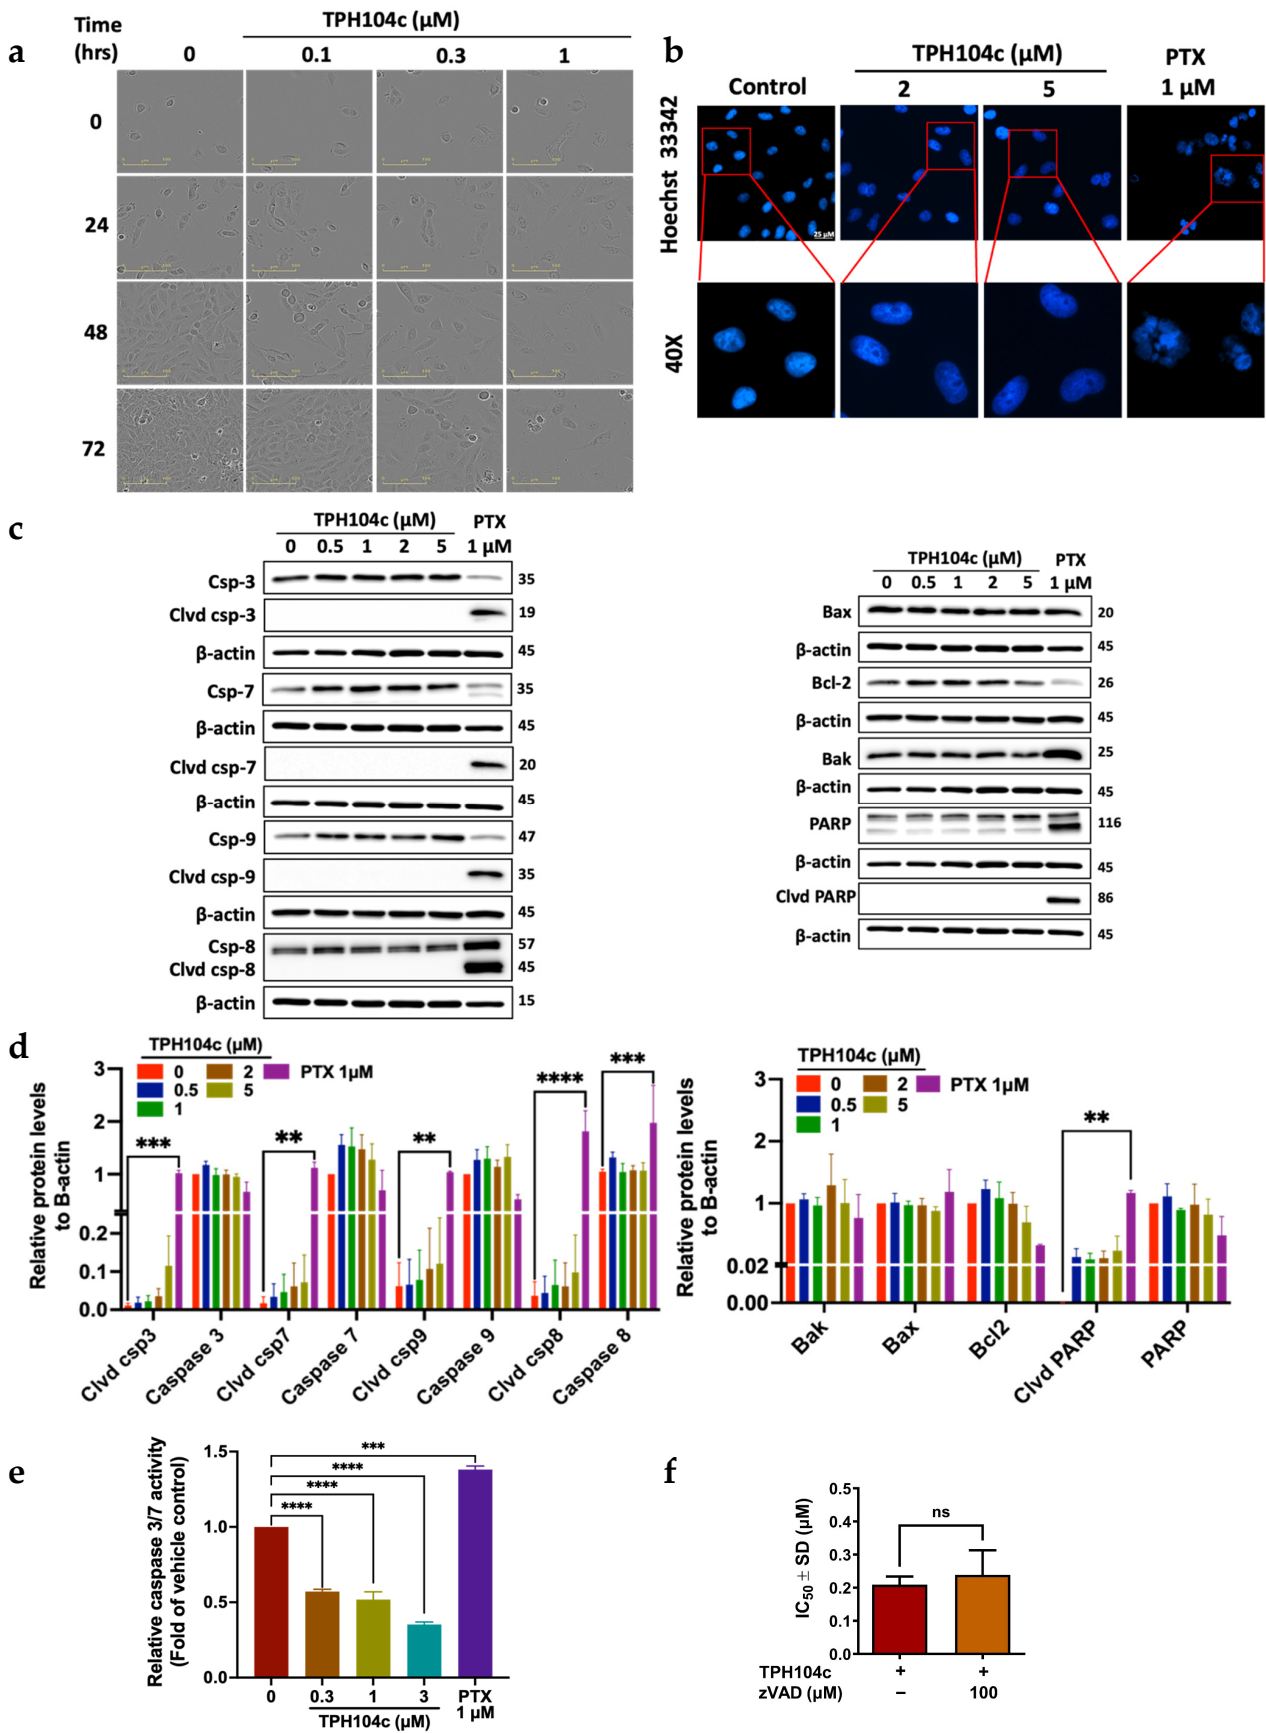 a
Time
(hrs)
TPH104c (µM)
0 0.1 0.3 1
0
24
48
72
b
TPH104c (µM)
PTX
Control 2 5 1 µM
Hoechst 33342
25 µM
40X
c
TPH104c (µM) PTX
0 0.5 1 2 5 1 µM
Csp-3 35
Clvd csp-3 19
β-actin 45
Csp-7 35
β-actin 45
Clvd csp-7 20
β-actin 45
Csp-9 47
Clvd csp-9 35
β-actin 45
Csp-8 57
Clvd csp-8 45
β-actin 15
TPH104c (µM) PTX
0 0.5 1 2 5 1 µM
Bax 20
β-actin 45
Bcl-2 26
β-actin 45
Bak 25
β-actin 45
PARP 116
β-actin 45
Clvd PARP 86
β-actin 45
d
TPH104c (µM)
0 2 PTX 1µM
0.5 5
1
Relative protein levels
to B-actin
3
2
1
0.2
0.1
0.0
*** ** ** **** ***
Clvd csp3 Caspase 3 Clvd csp7 Caspase 7 Clvd csp9 Caspase 9 Clvd csp8 Caspase 8
TPH104c (µM)
0 2 PTX 1µM
0.5 5
1
Relative protein levels
to B-actin
3
2
1
0.02
0.00
**
Bak Bax Bcl2 Clvd PARP PARP
e
Relative caspase 3/7 activity
(Fold of vehicle control)
1.5
1.0
0.5
0.0
***
****
****
****
0 0.3 1 3 PTX
1 µM
TPH104c (µM)
f
IC50 ± SD (µM)
0.5
0.4
0.3
0.2
0.1
0.0
ns
TPH104c + +
zVAD (µM) – 100